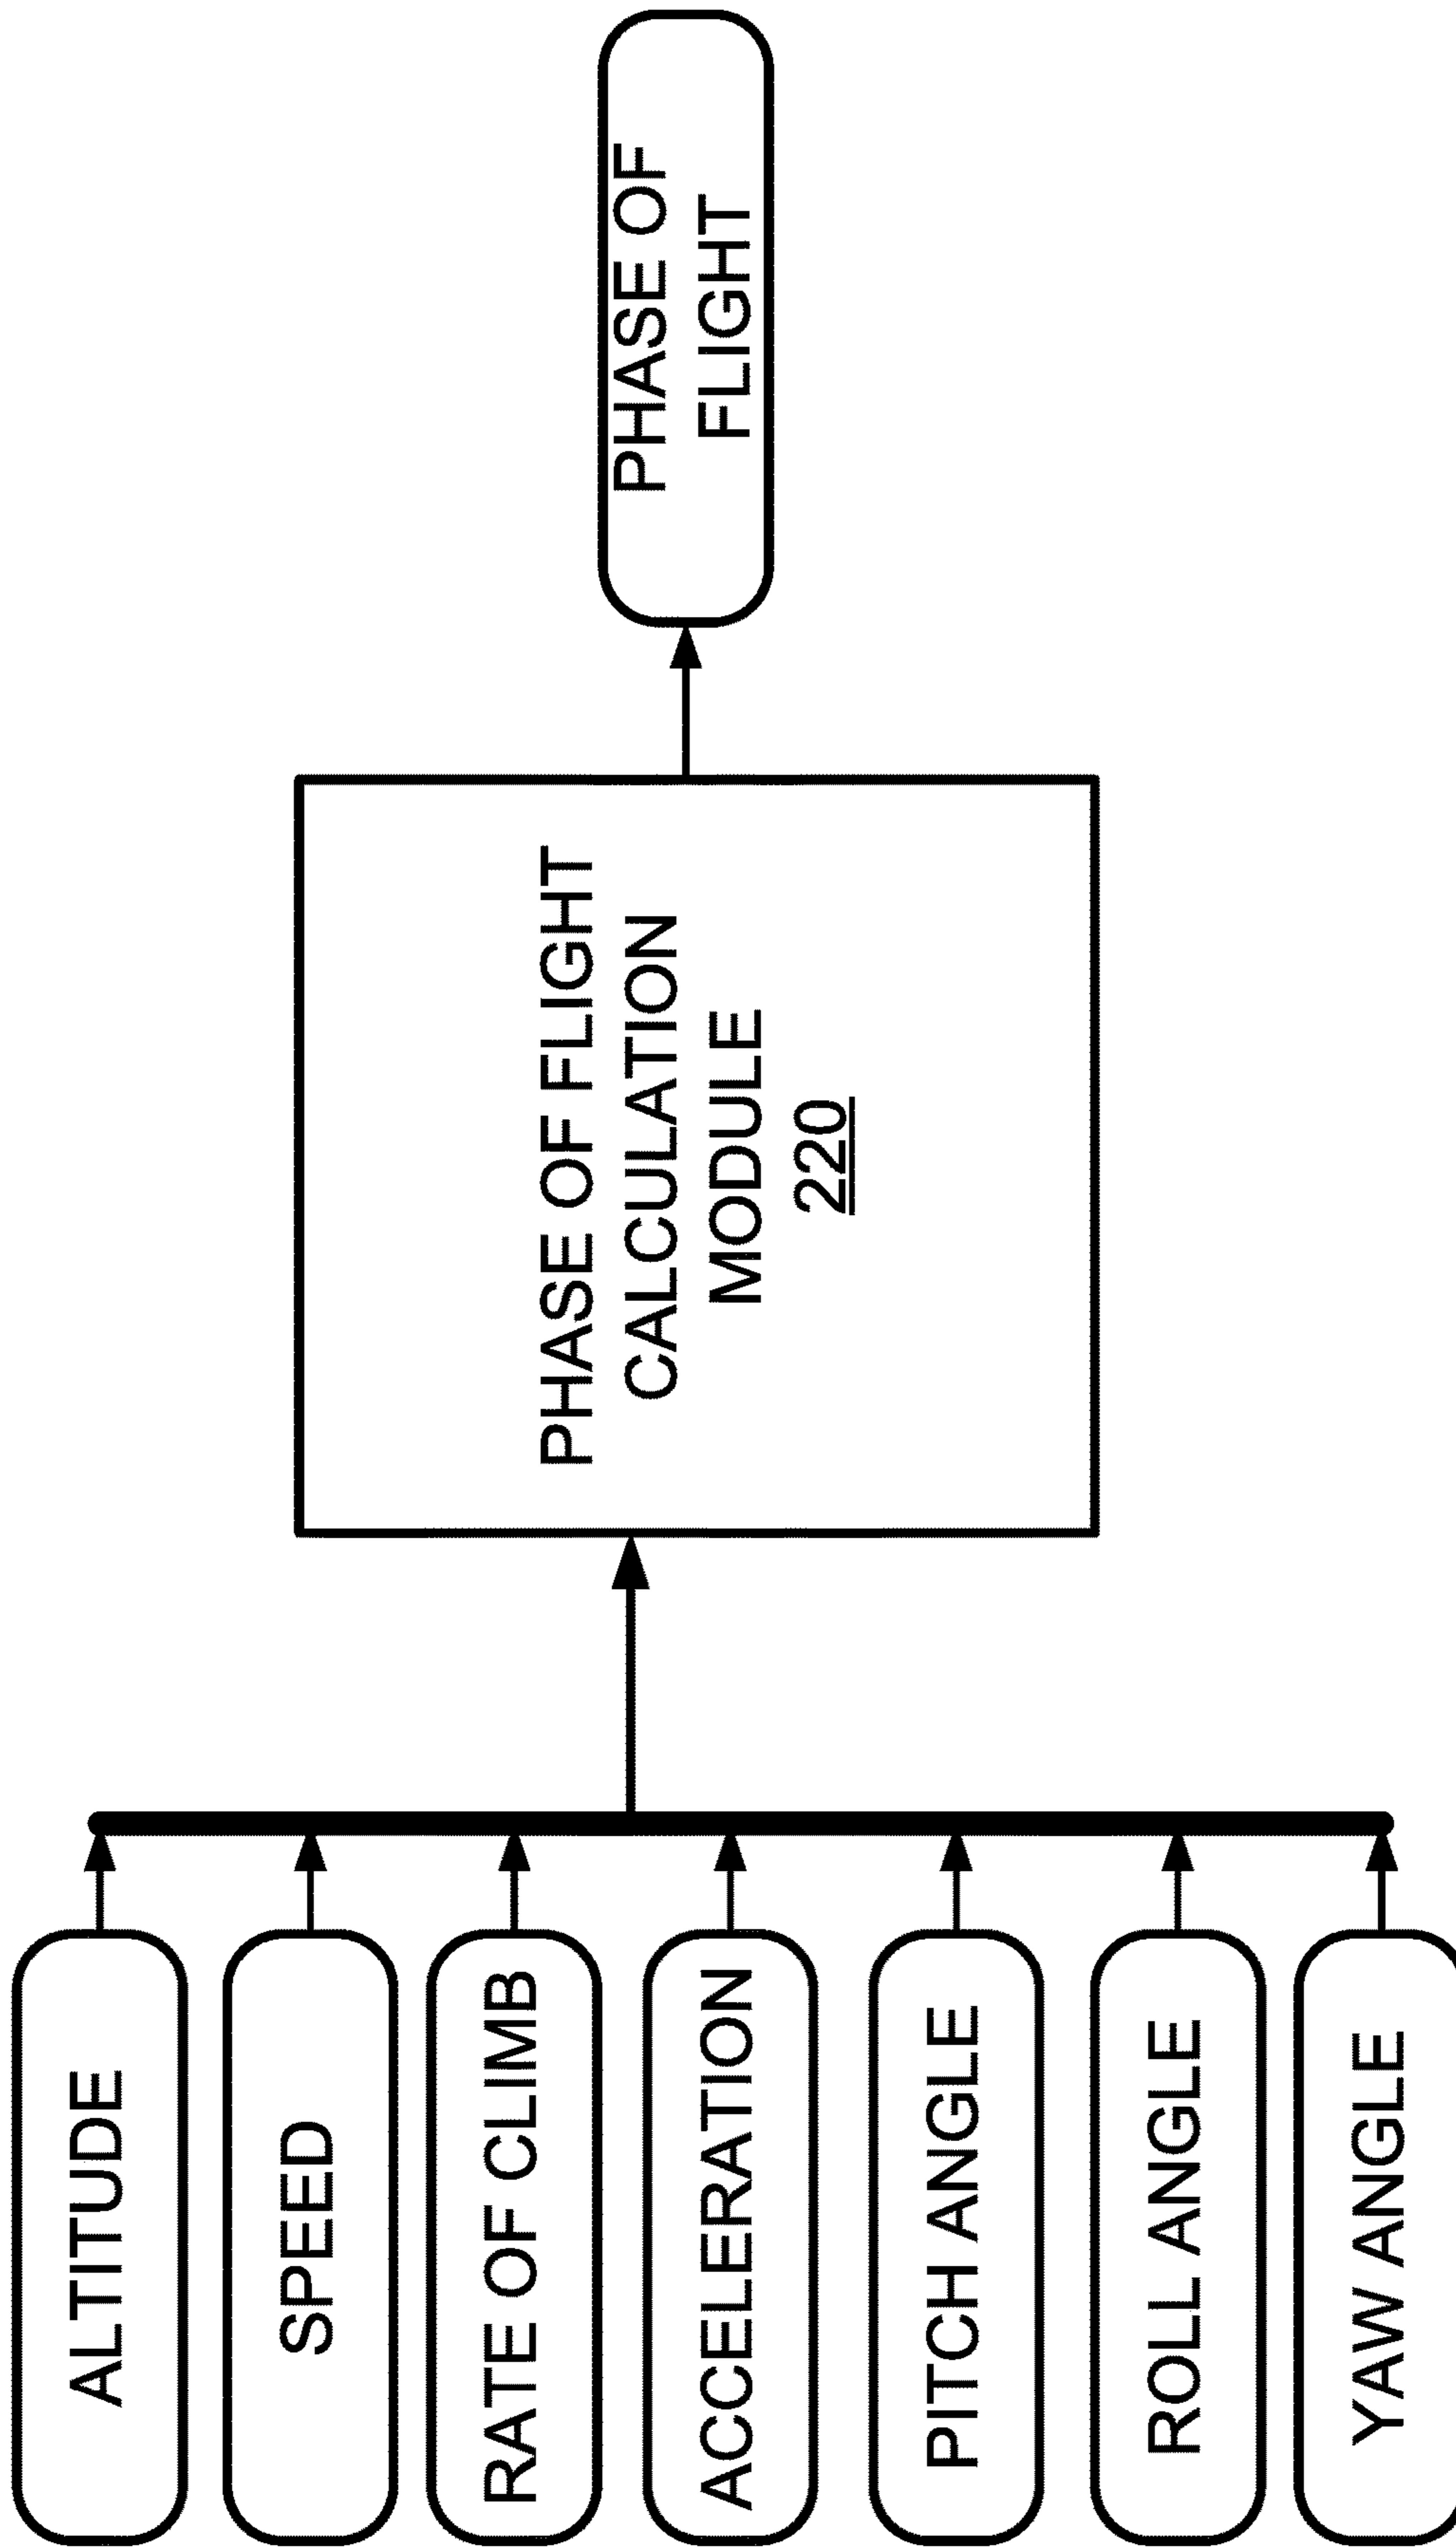 ALTITUDE
SPEED
RATE OF CLIMB
ACCELERATION
PITCH ANGLE
ROLL ANGLE
YAW ANGLE
PHASE OF FLIGHT
CALCULATION
MODULE
220
PHASE OF
FLIGHT